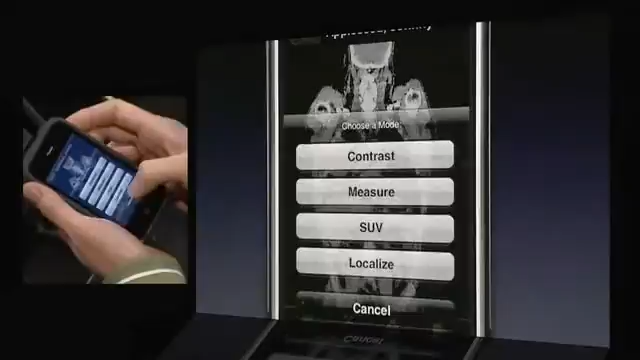 Choose a Mode:
Contrast
Measure
SUV
Localize
Cancel